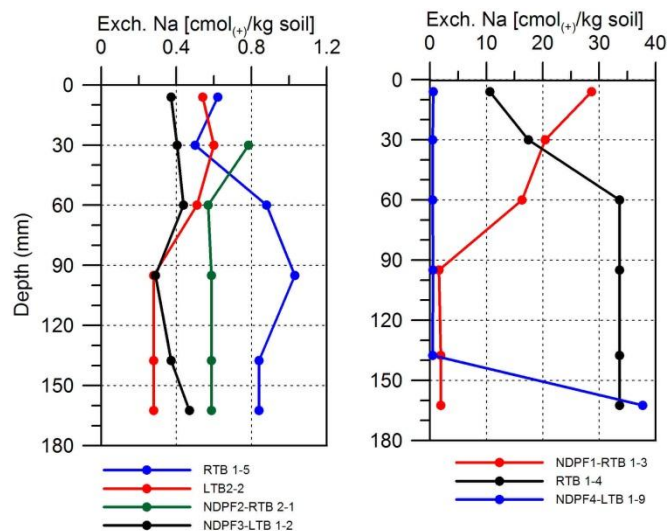 Exch. Na [cmol(+)/kg soil]
0 0.4 0.8 1.2
0
30
60
90
120
150
180
Depth (mm)
RTB 1-5
LTB2-2
NDPF2-RTB 2-1
NDPF3-LTB 1-2
Exch. Na [cmol(+)/kg soil]
0 10 20 30 40
0
30
60
90
120
150
180
NDPF1-RTB 1-3
RTB 1-4
NDPF4-LTB 1-9